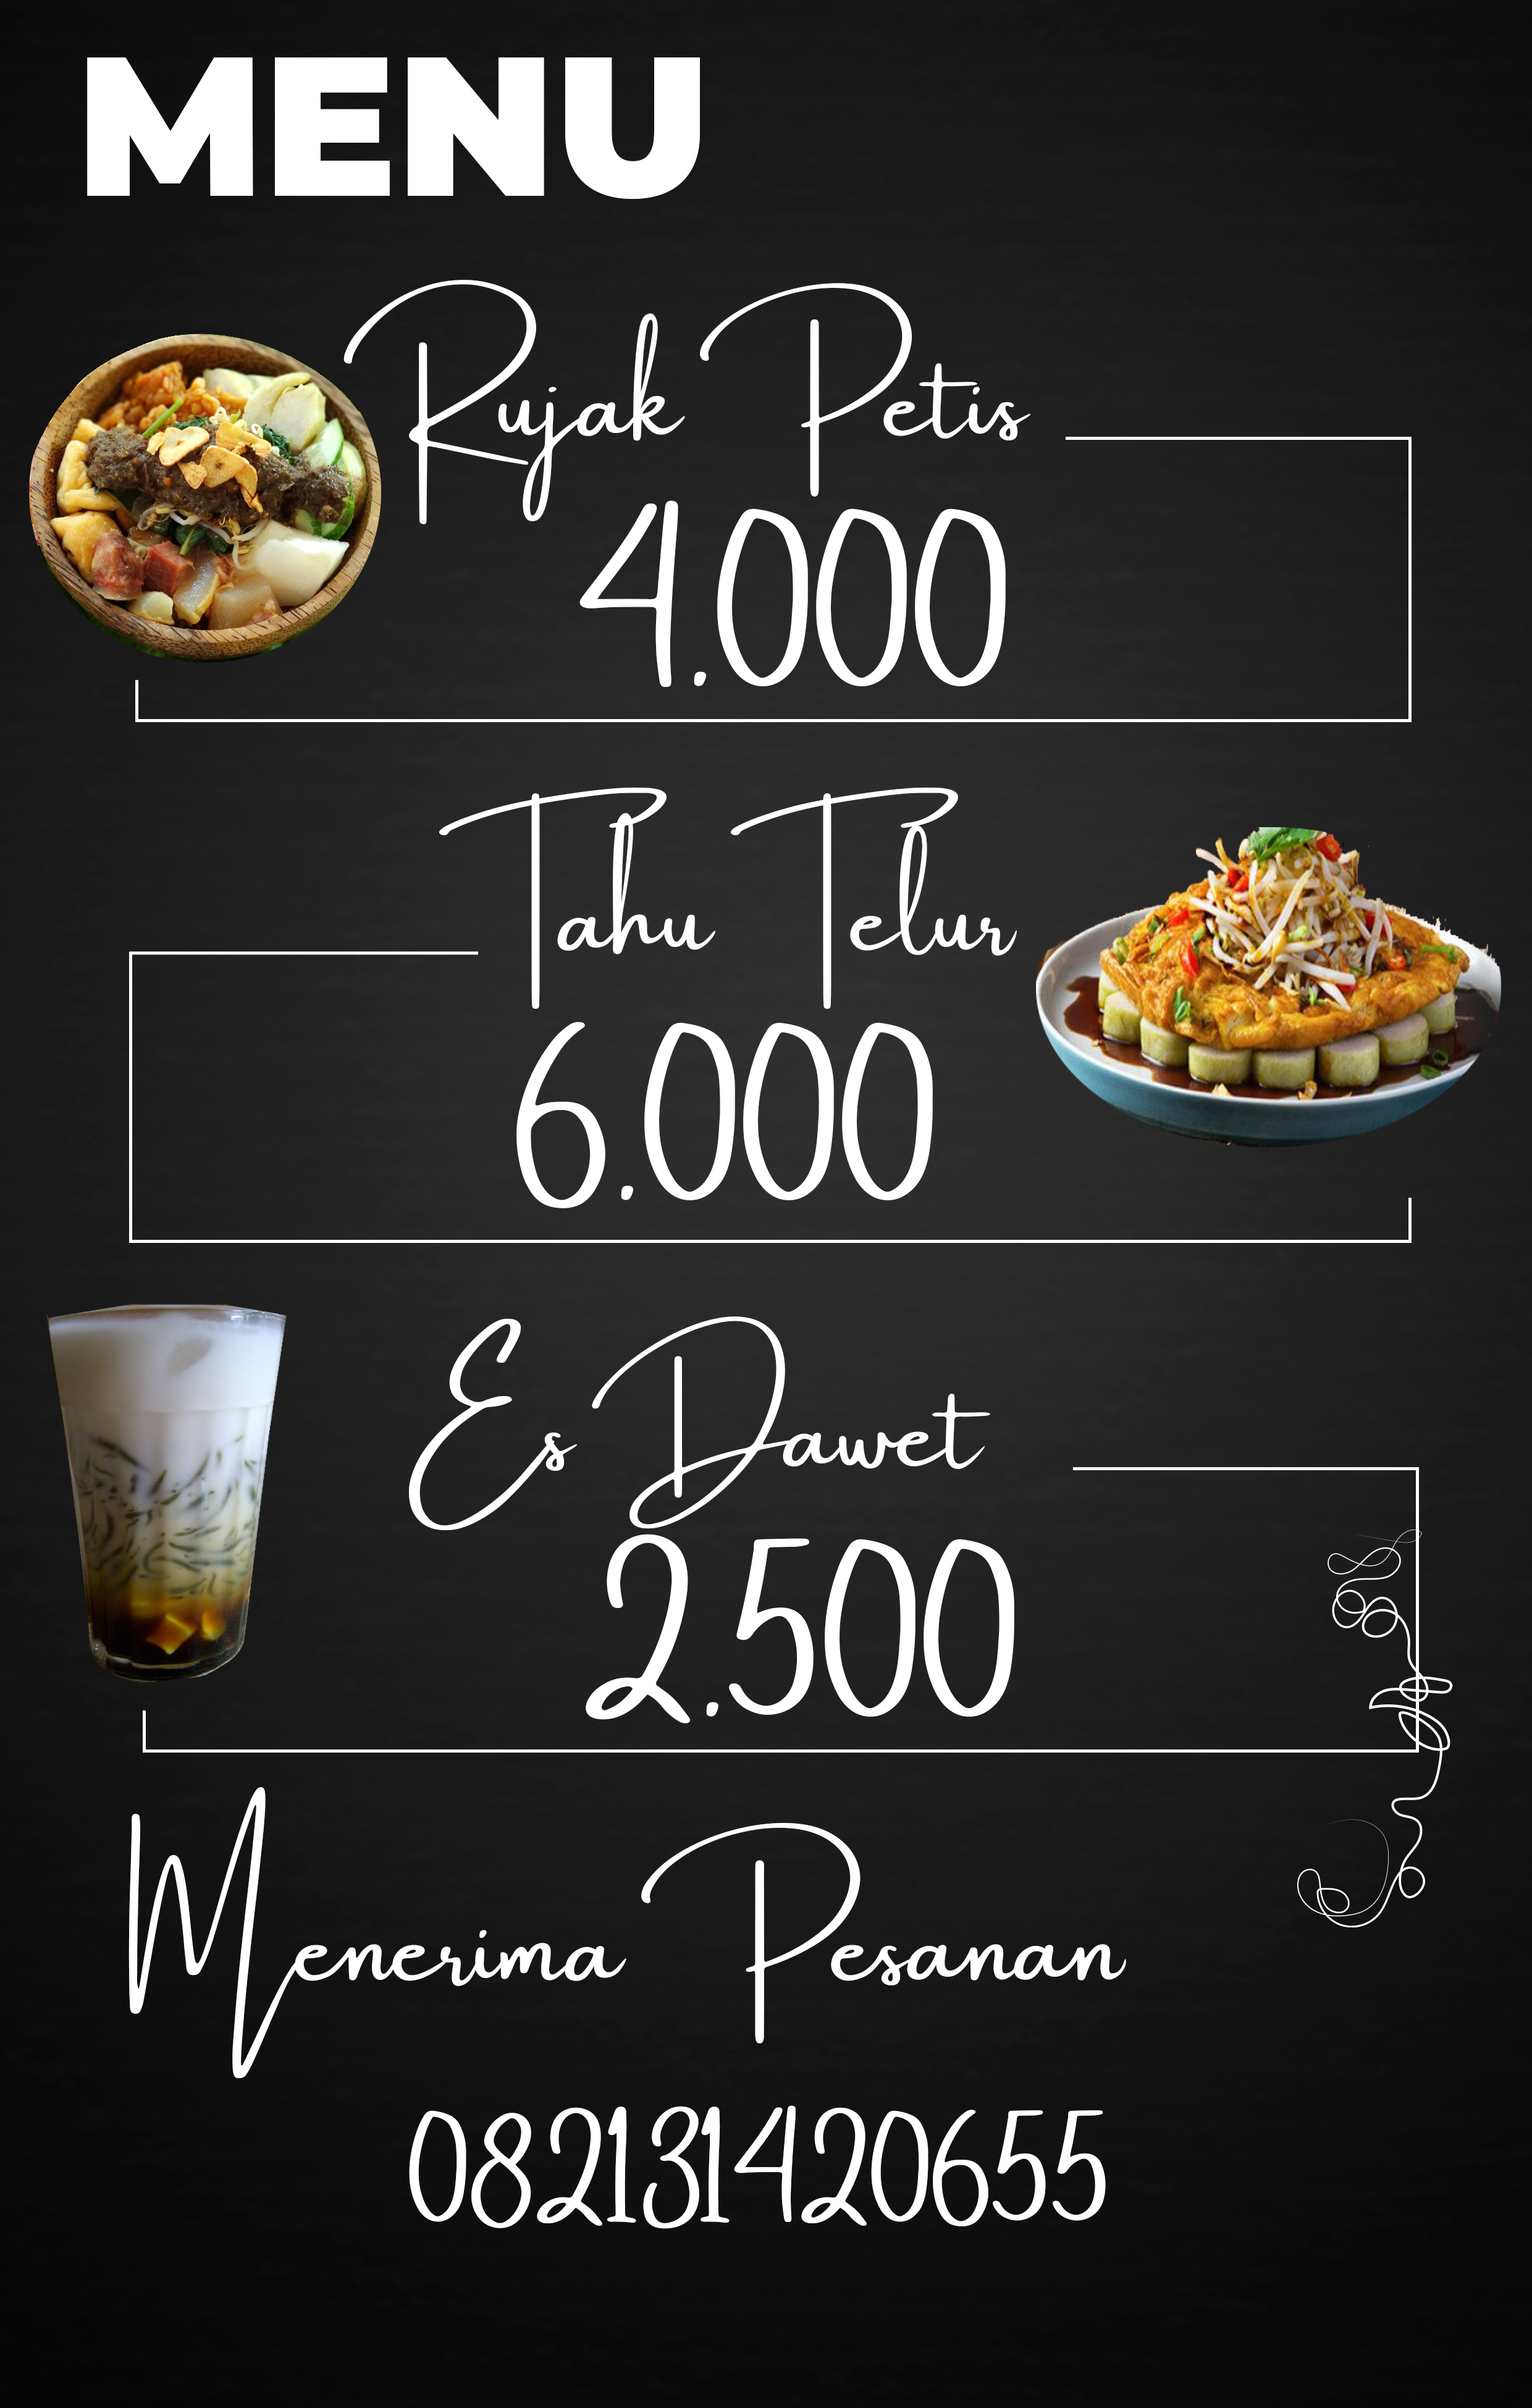 MENU
Rujak Petis
4.000
Tahu Telur
6.000
Es Dawet
2.500
Menerima Pesanan
082131420655